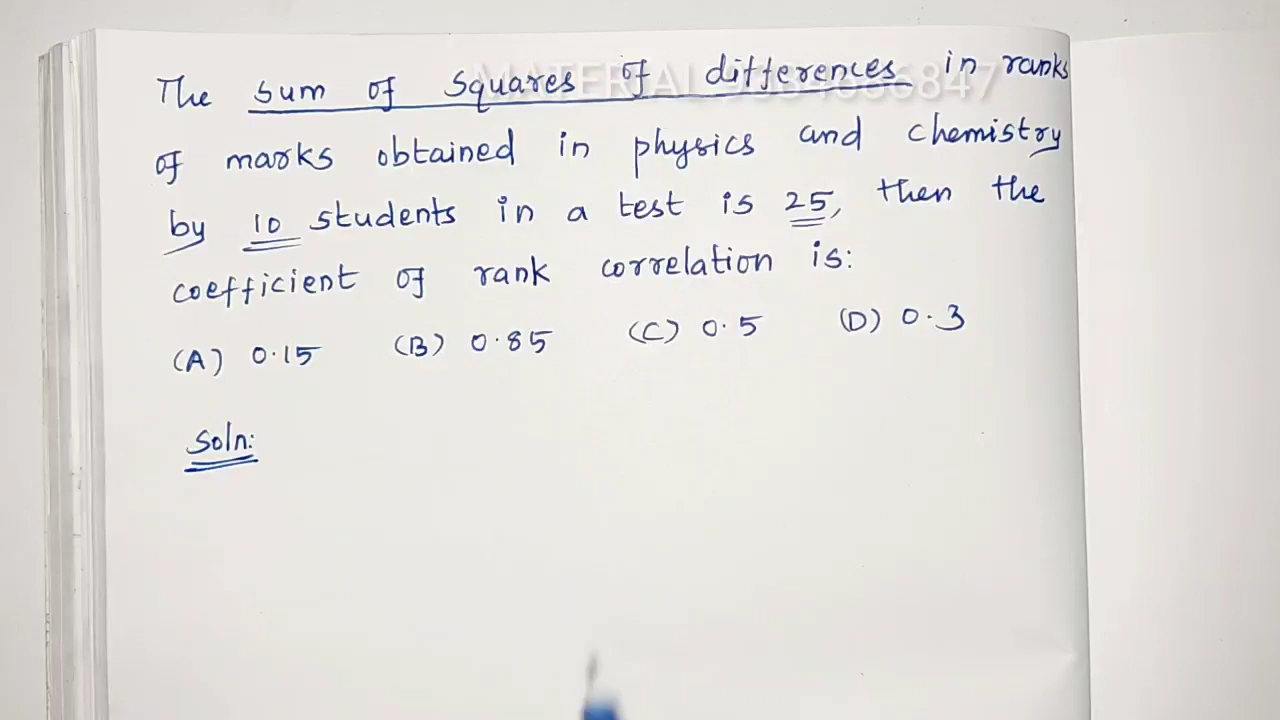 The sum of squares of differences in ranks
of marks obtained in physics and chemistry
by 10 students in a test is 25, then the
coefficient of rank correlation is:
(A) 0.15 (B) 0.85 (C) 0.5 (D) 0.3
Soln: